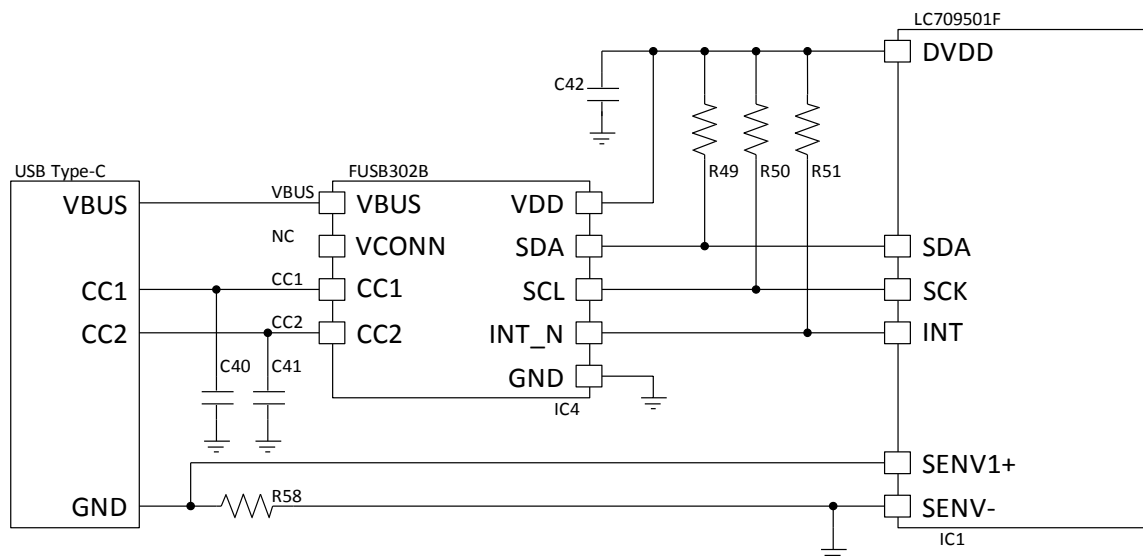 LC709501F
DVDD
C42
R49
R50
R51
USB Type-C
FUSB302B
VBUS
VBUS
VBUS
VDD
NC
VCONN
SDA
SDA
CC1
CC1
CC1
SCL
SCK
CC2
CC2
CC2
INT_N
INT
C40
C41
GND
IC4
SENV1+
GND
R58
SENV-
IC1